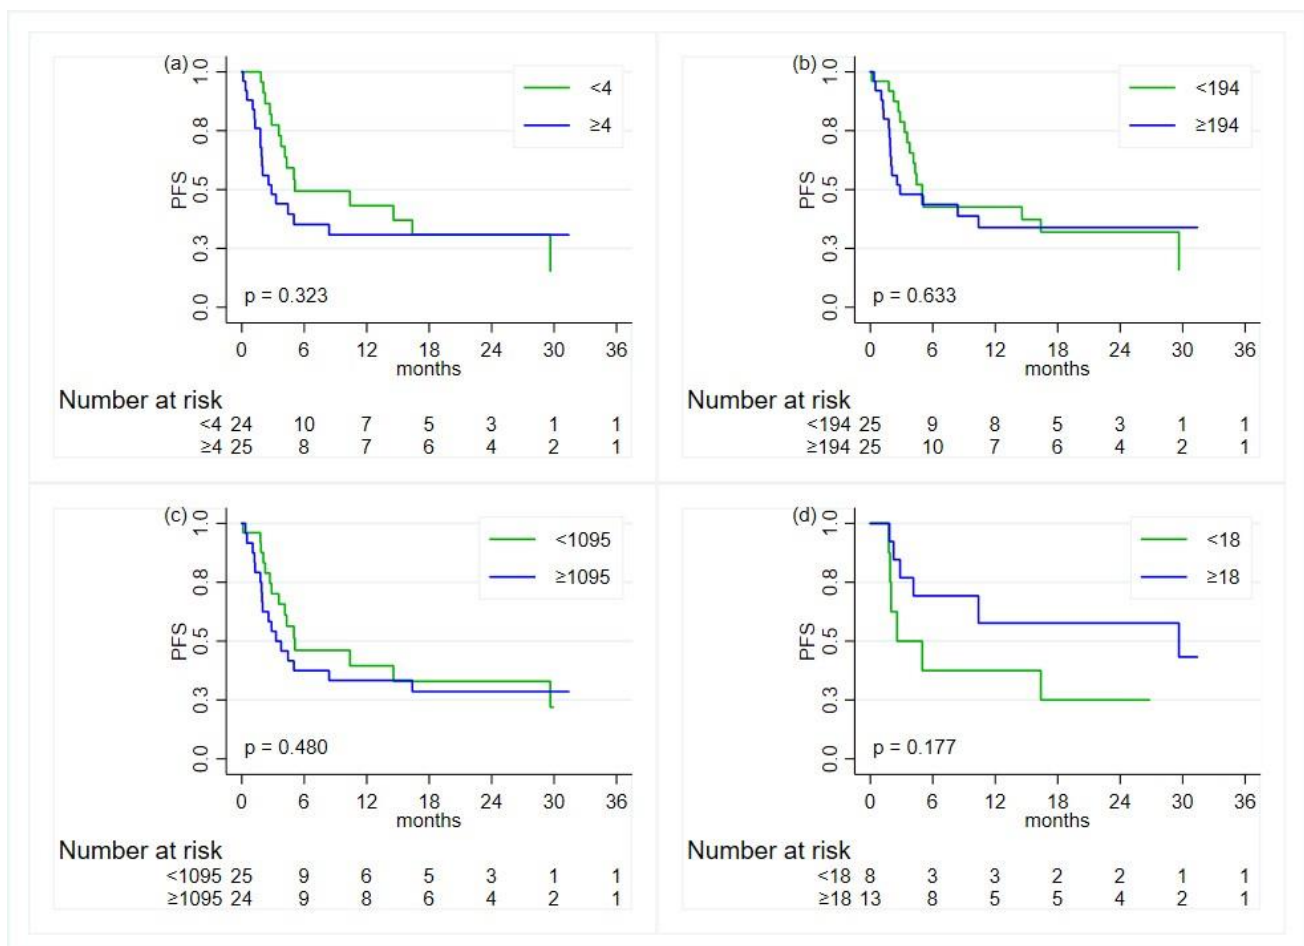 (a)
1.0
0.8
0.5
0.3
0.0
PFS
<4
≥4
p = 0.323
0 6 12 18 24 30 36
months
Number at risk
<4 24 10 7 5 3 1 1
≥4 25 8 7 6 4 2 1
(b)
1.0
0.8
0.5
0.3
0.0
PFS
<194
≥194
p = 0.633
0 6 12 18 24 30 36
months
Number at risk
<194 25 9 8 5 3 1 1
≥194 25 10 7 6 4 2 1
(c)
1.0
0.8
0.5
0.3
0.0
PFS
<1095
≥1095
p = 0.480
0 6 12 18 24 30 36
months
Number at risk
<1095 25 9 6 5 3 1 1
≥1095 24 9 8 6 4 2 1
(d)
1.0
0.8
0.5
0.3
0.0
PFS
<18
≥18
p = 0.177
0 6 12 18 24 30 36
months
Number at risk
<18 8 3 3 2 2 1 1
≥18 13 8 5 5 4 2 1